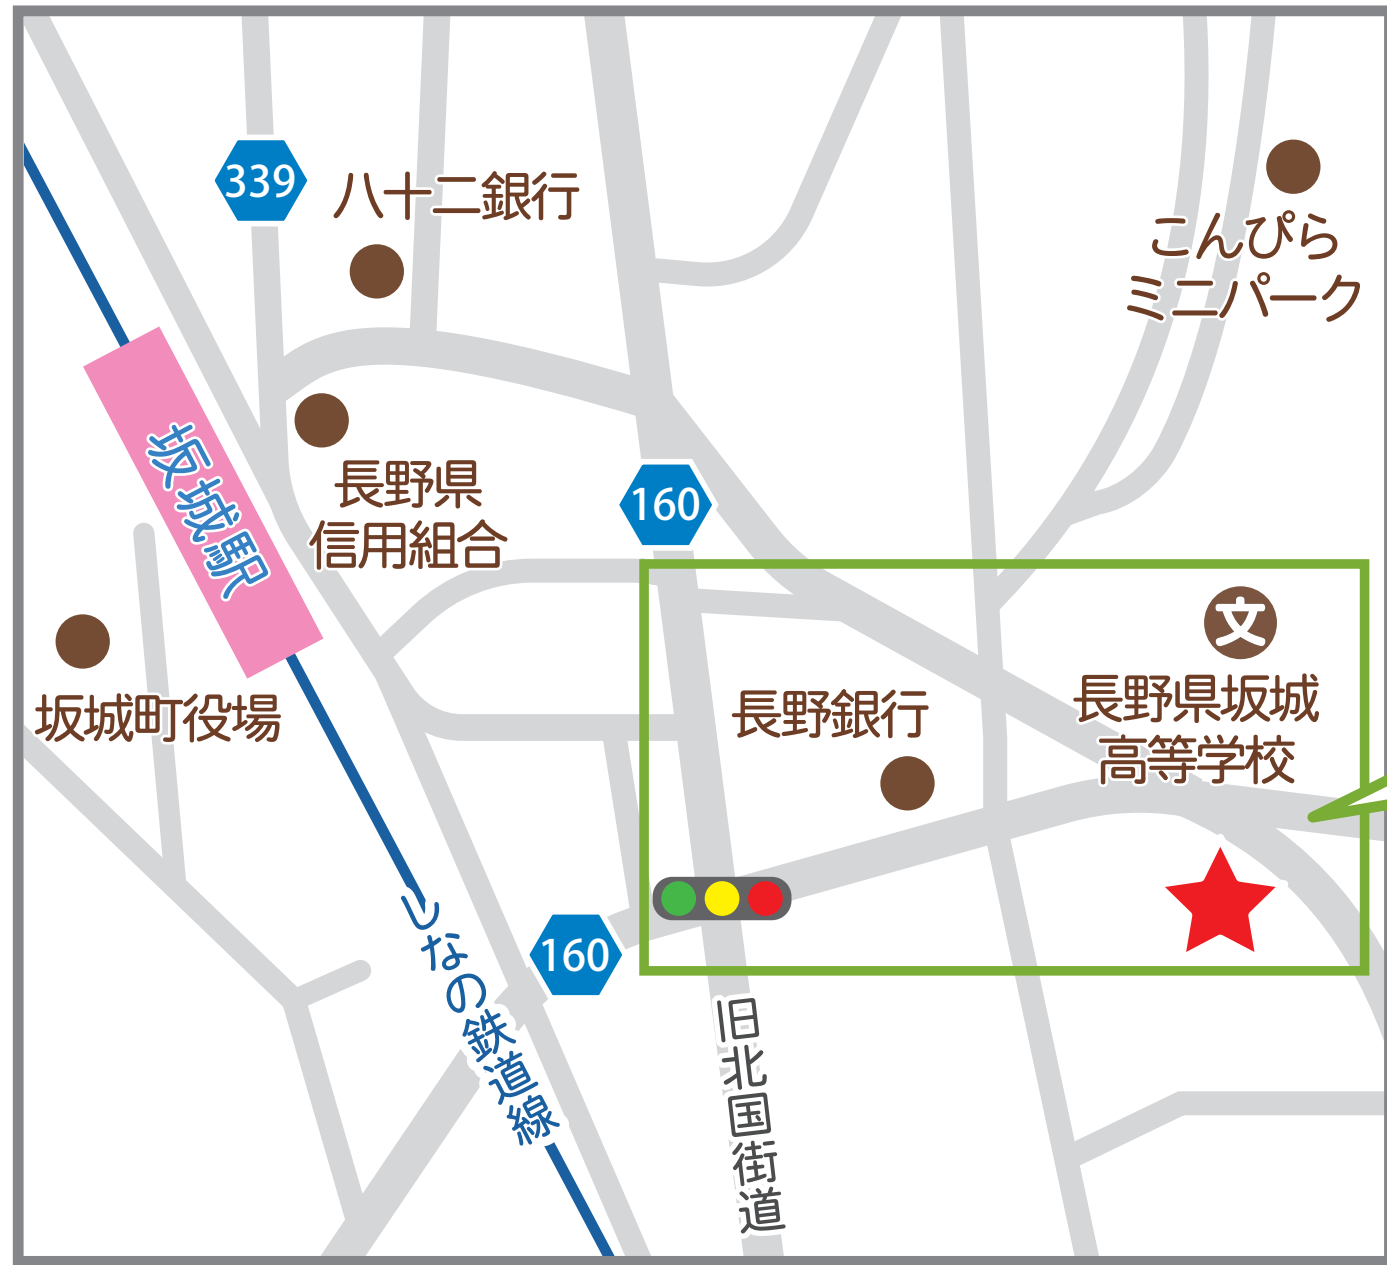 339
八十二銀行
こんぴら
ミニパーク
坂城駅
長野県
信用組合
160
文
坂城町役場
長野銀行
長野県坂城
高等学校
160
しなの鉄道線
旧北国街道